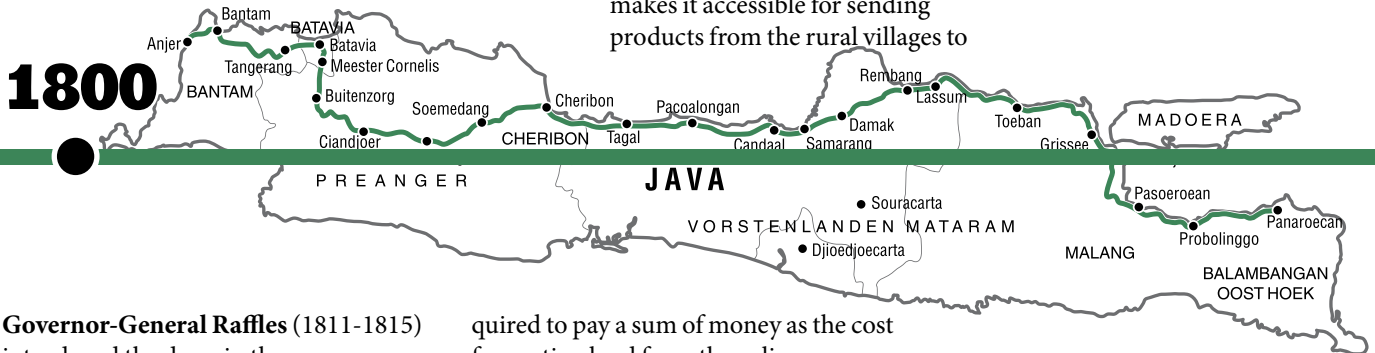 makes it accessible for sending
products from the rural villages to
1800
Bantam
BATAVIA
Anjer
Batavia
Tangerang
Meester Cornelis
BANTAM
Buitenzorg
Soemedang
Cheribon
Ciandjoer
CHERIBON
Tagal
Pacoalongan
Candaal
Samarang
Damak
Rembang
Lassum
Toeban
Grissee
MADOERA
PREANGER
JAVA
Souracarta
VORSTENLANDEN MATARAM
Djioedjoecarta
Pasoeroean
Probolinggo
Panaroecan
MALANG
BALAMBANGAN
OOST HOEK
Governor-General Raffles (1811-1815)
quired to pay a sum of money as the cost